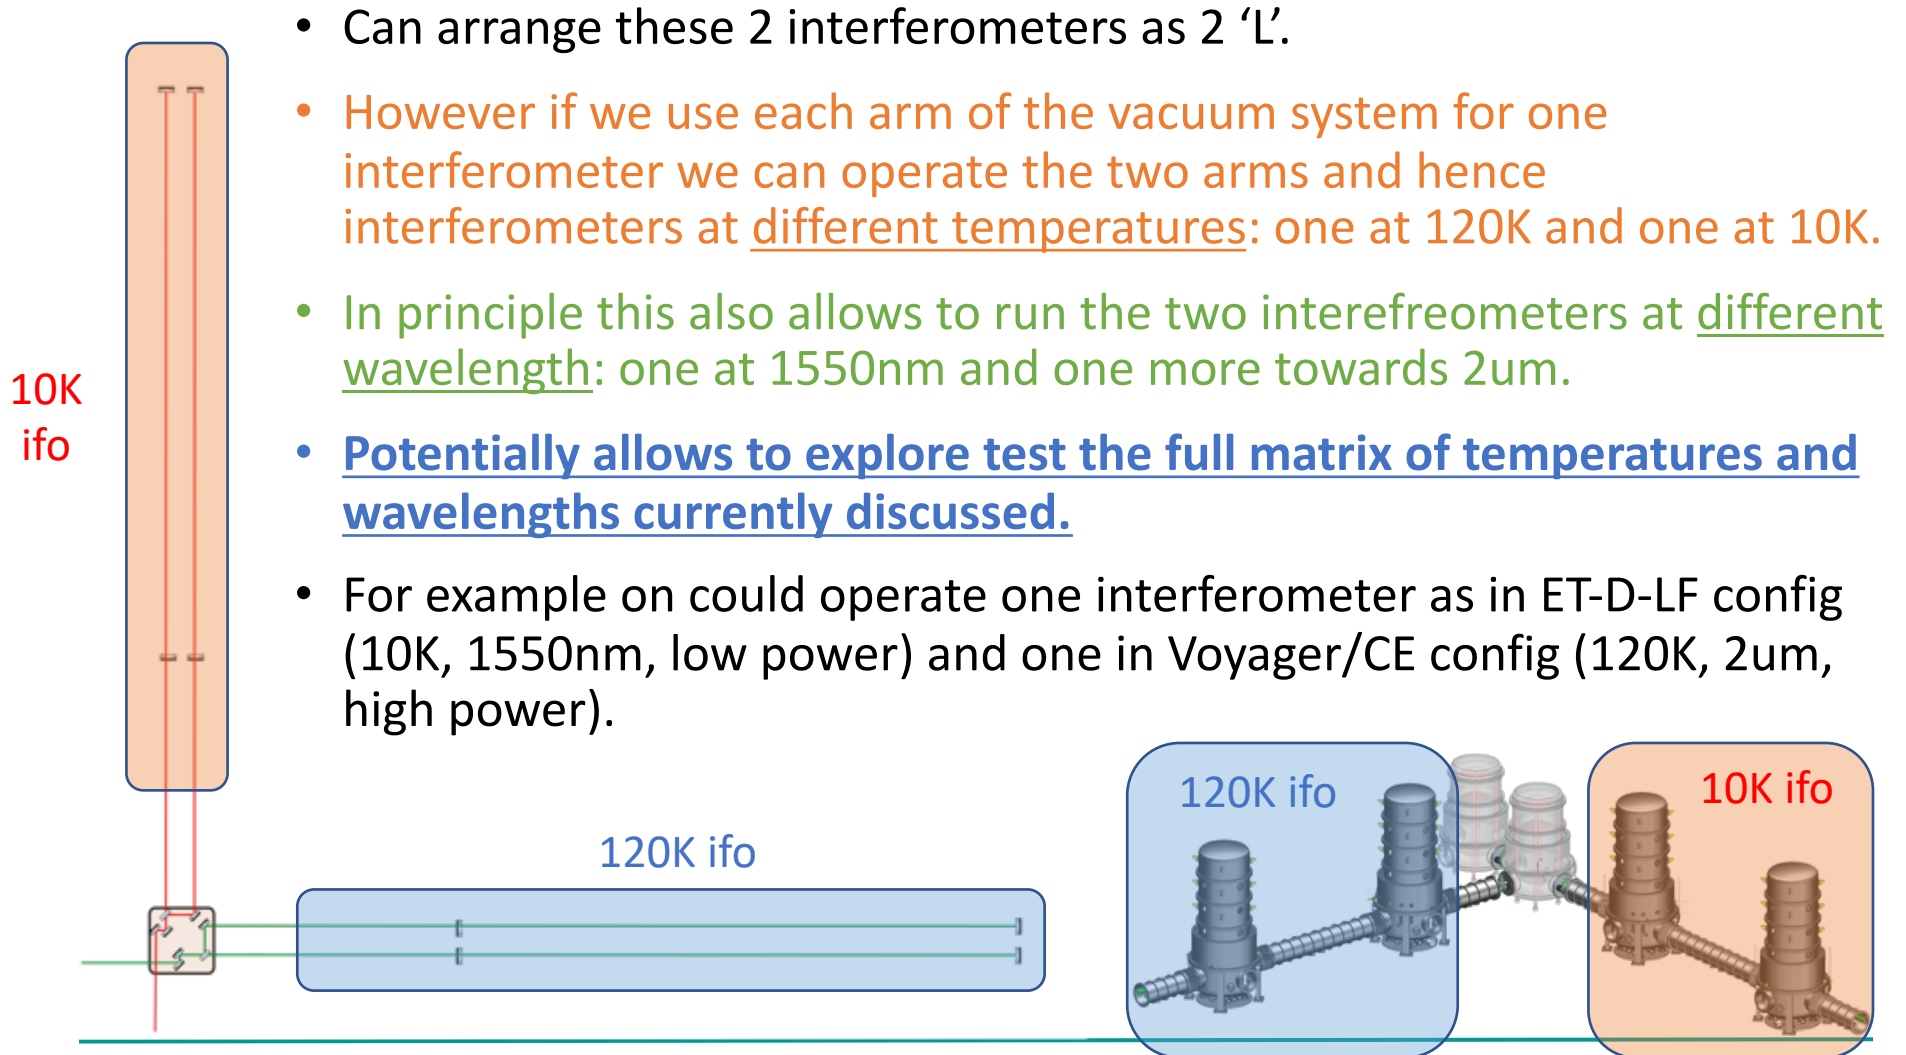 • Can arrange these 2 interferometers as 2 ‘L’.
• However if we use each arm of the vacuum system for one
interferometer we can operate the two arms and hence
interferometers at different temperatures: one at 120K and one at 10K.
• In principle this also allows to run the two interefreometers at different
wavelength: one at 1550nm and one more towards 2um.
• Potentially allows to explore test the full matrix of temperatures and
wavelengths currently discussed.
• For example on could operate one interferometer as in ET-D-LF config
(10K, 1550nm, low power) and one in Voyager/CE config (120K, 2um,
high power).
10K
ifo
120K ifo
120K ifo
10K ifo